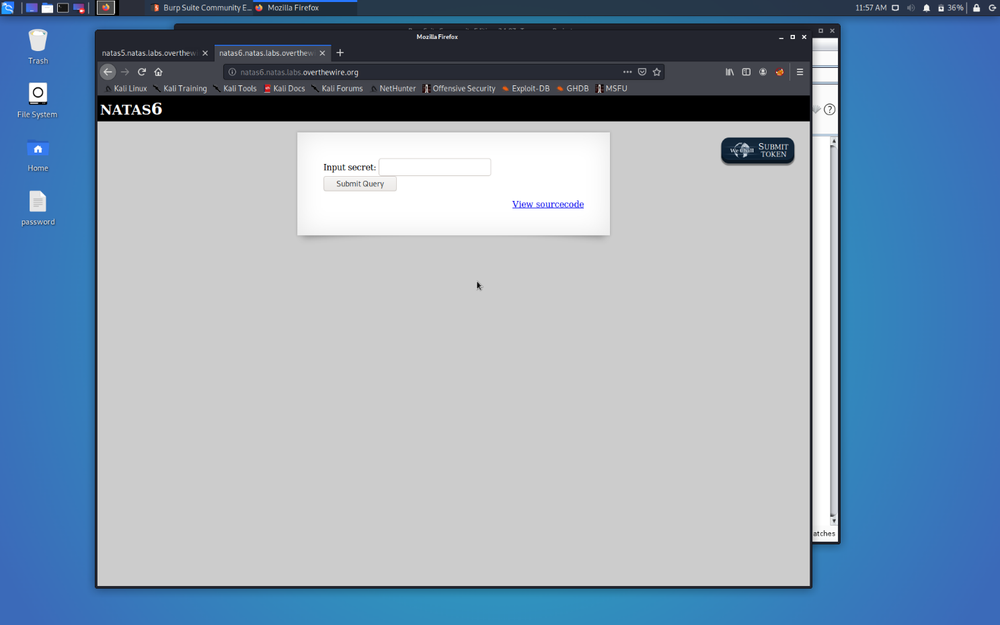 Burp Suite Community E...
Mozilla Firefox
11:57 AM
36%
Trash
File System
Home
password
Mozilla Firefox
natas5.natas.labs.overthew
natas6.natas.labs.overthew
natas6.natas.labs.overthewire.org
Kali Linux
Kali Training
Kali Tools
Kali Docs
Kali Forums
NetHunter
Offensive Security
Exploit-DB
GHDB
MSFU
NATAS6
Input secret:
Submit Query
View sourcecode
We Chall
SUBMIT
TOKEN
?
atches